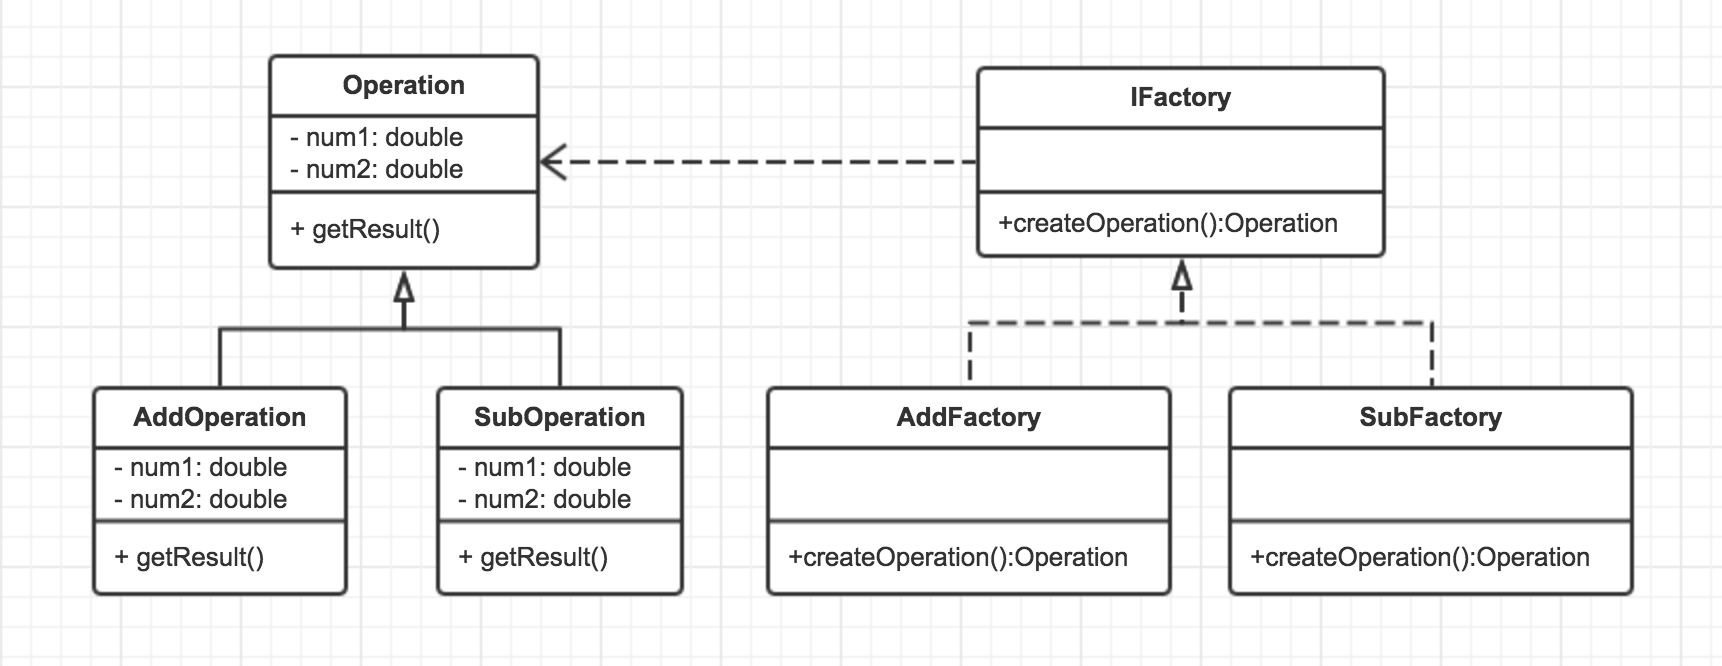 Operation
- num1: double
- num2: double
+ getResult()
IFactory
+createOperation():Operation
AddOperation
- num1: double
- num2: double
+ getResult()
SubOperation
- num1: double
- num2: double
+ getResult()
AddFactory
+createOperation():Operation
SubFactory
+createOperation():Operation